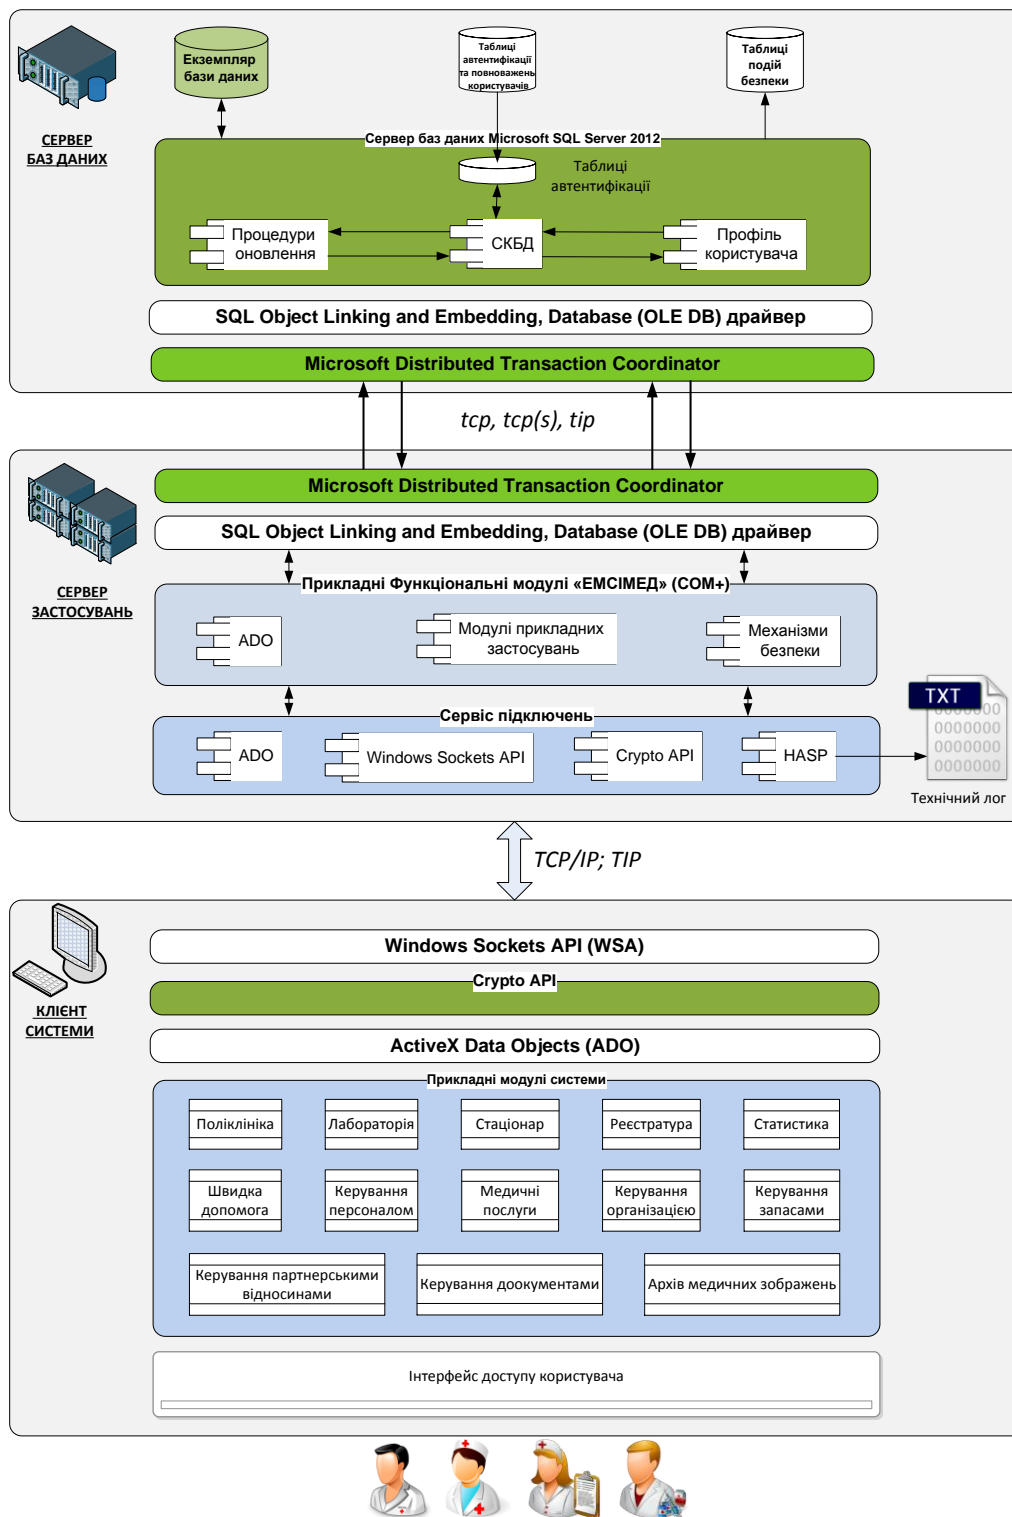 Екземпляр
бази даних
Таблиці
автентифікації
та повноважень
користувачів
Таблиці
подій
безпеки
СЕРВЕР
БАЗ ДАНИХ
Сервер баз даних Microsoft SQL Server 2012
Таблиці
автентифікації
Процедури
оновлення
СКБД
Профіль
користувача
SQL Object Linking and Embedding, Database (OLE DB) драйвер
Microsoft Distributed Transaction Coordinator
tcp, tcp(s), tip
Microsoft Distributed Transaction Coordinator
SQL Object Linking and Embedding, Database (OLE DB) драйвер
СЕРВЕР
ЗАСТОСУВАНЬ
Прикладні Функціональні модулі «ЕМСІМЕД» (COM+)
ADO
Модулі прикладних
застосувань
Механізми
безпеки
TXT
0000000
0000000
0000000
0000000
Технічний лог
Сервіс підключень
ADO
Windows Sockets API
Crypto API
HASP
TCP/IP; TIP
КЛІЄНТ
СИСТЕМИ
Windows Sockets API (WSA)
Crypto API
ActiveX Data Objects (ADO)
Прикладні модулі системи
Поліклініка
Лабораторія
Стаціонар
Реєстратура
Статистика
Швидка
допомога
Керування
персоналом
Медичні
послуги
Керування
організацією
Керування
запасами
Керування партнерськими
відносинами
Керування доокументами
Архів медичних зображень
Інтерфейс доступу користувача